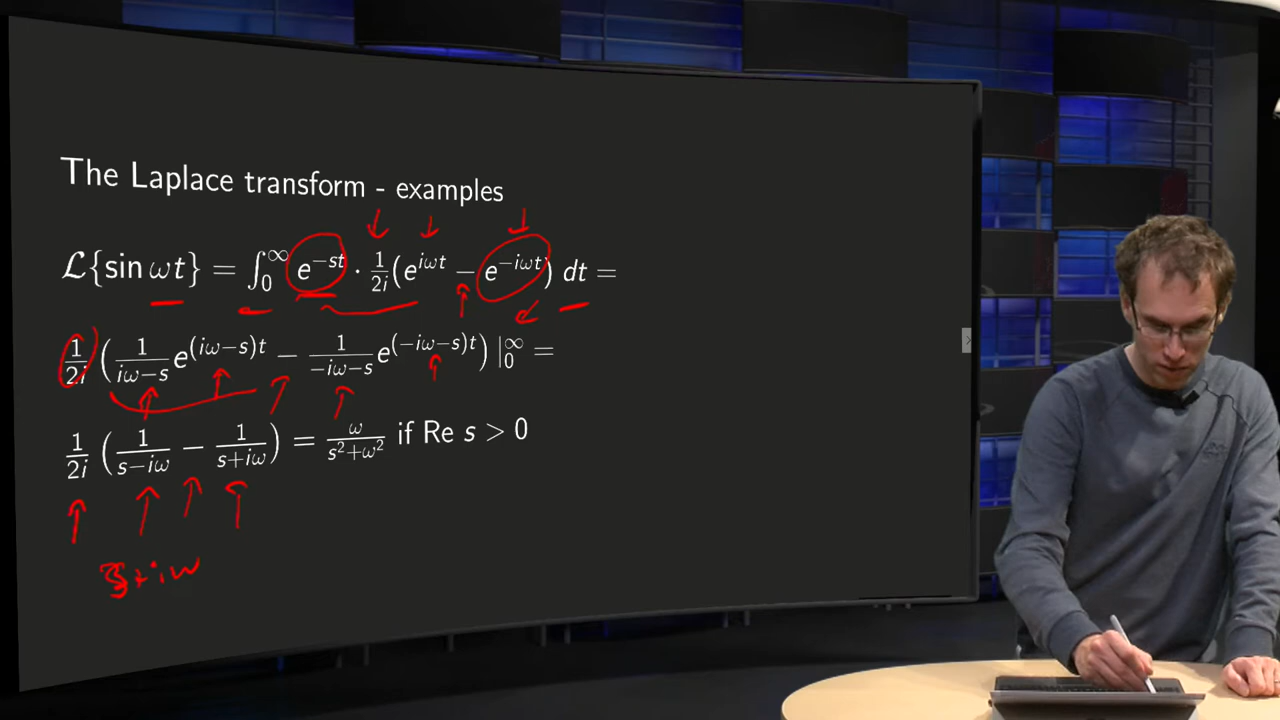 The Laplace transform - examples
ℒ{sin ωt} = ∫₀^∞ e^{−st} · 1/2i (e^{iωt} − e^{−iωt}) dt =
1/2i (1/(iω−s) e^{(iω−s)t} − 1/(−iω−s) e^{(−iω−s)t}) |₀^∞ =
1/2i (1/(s−iω) − 1/(s+iω)) = ω/(s²+ω²) if Re s > 0
s+iω